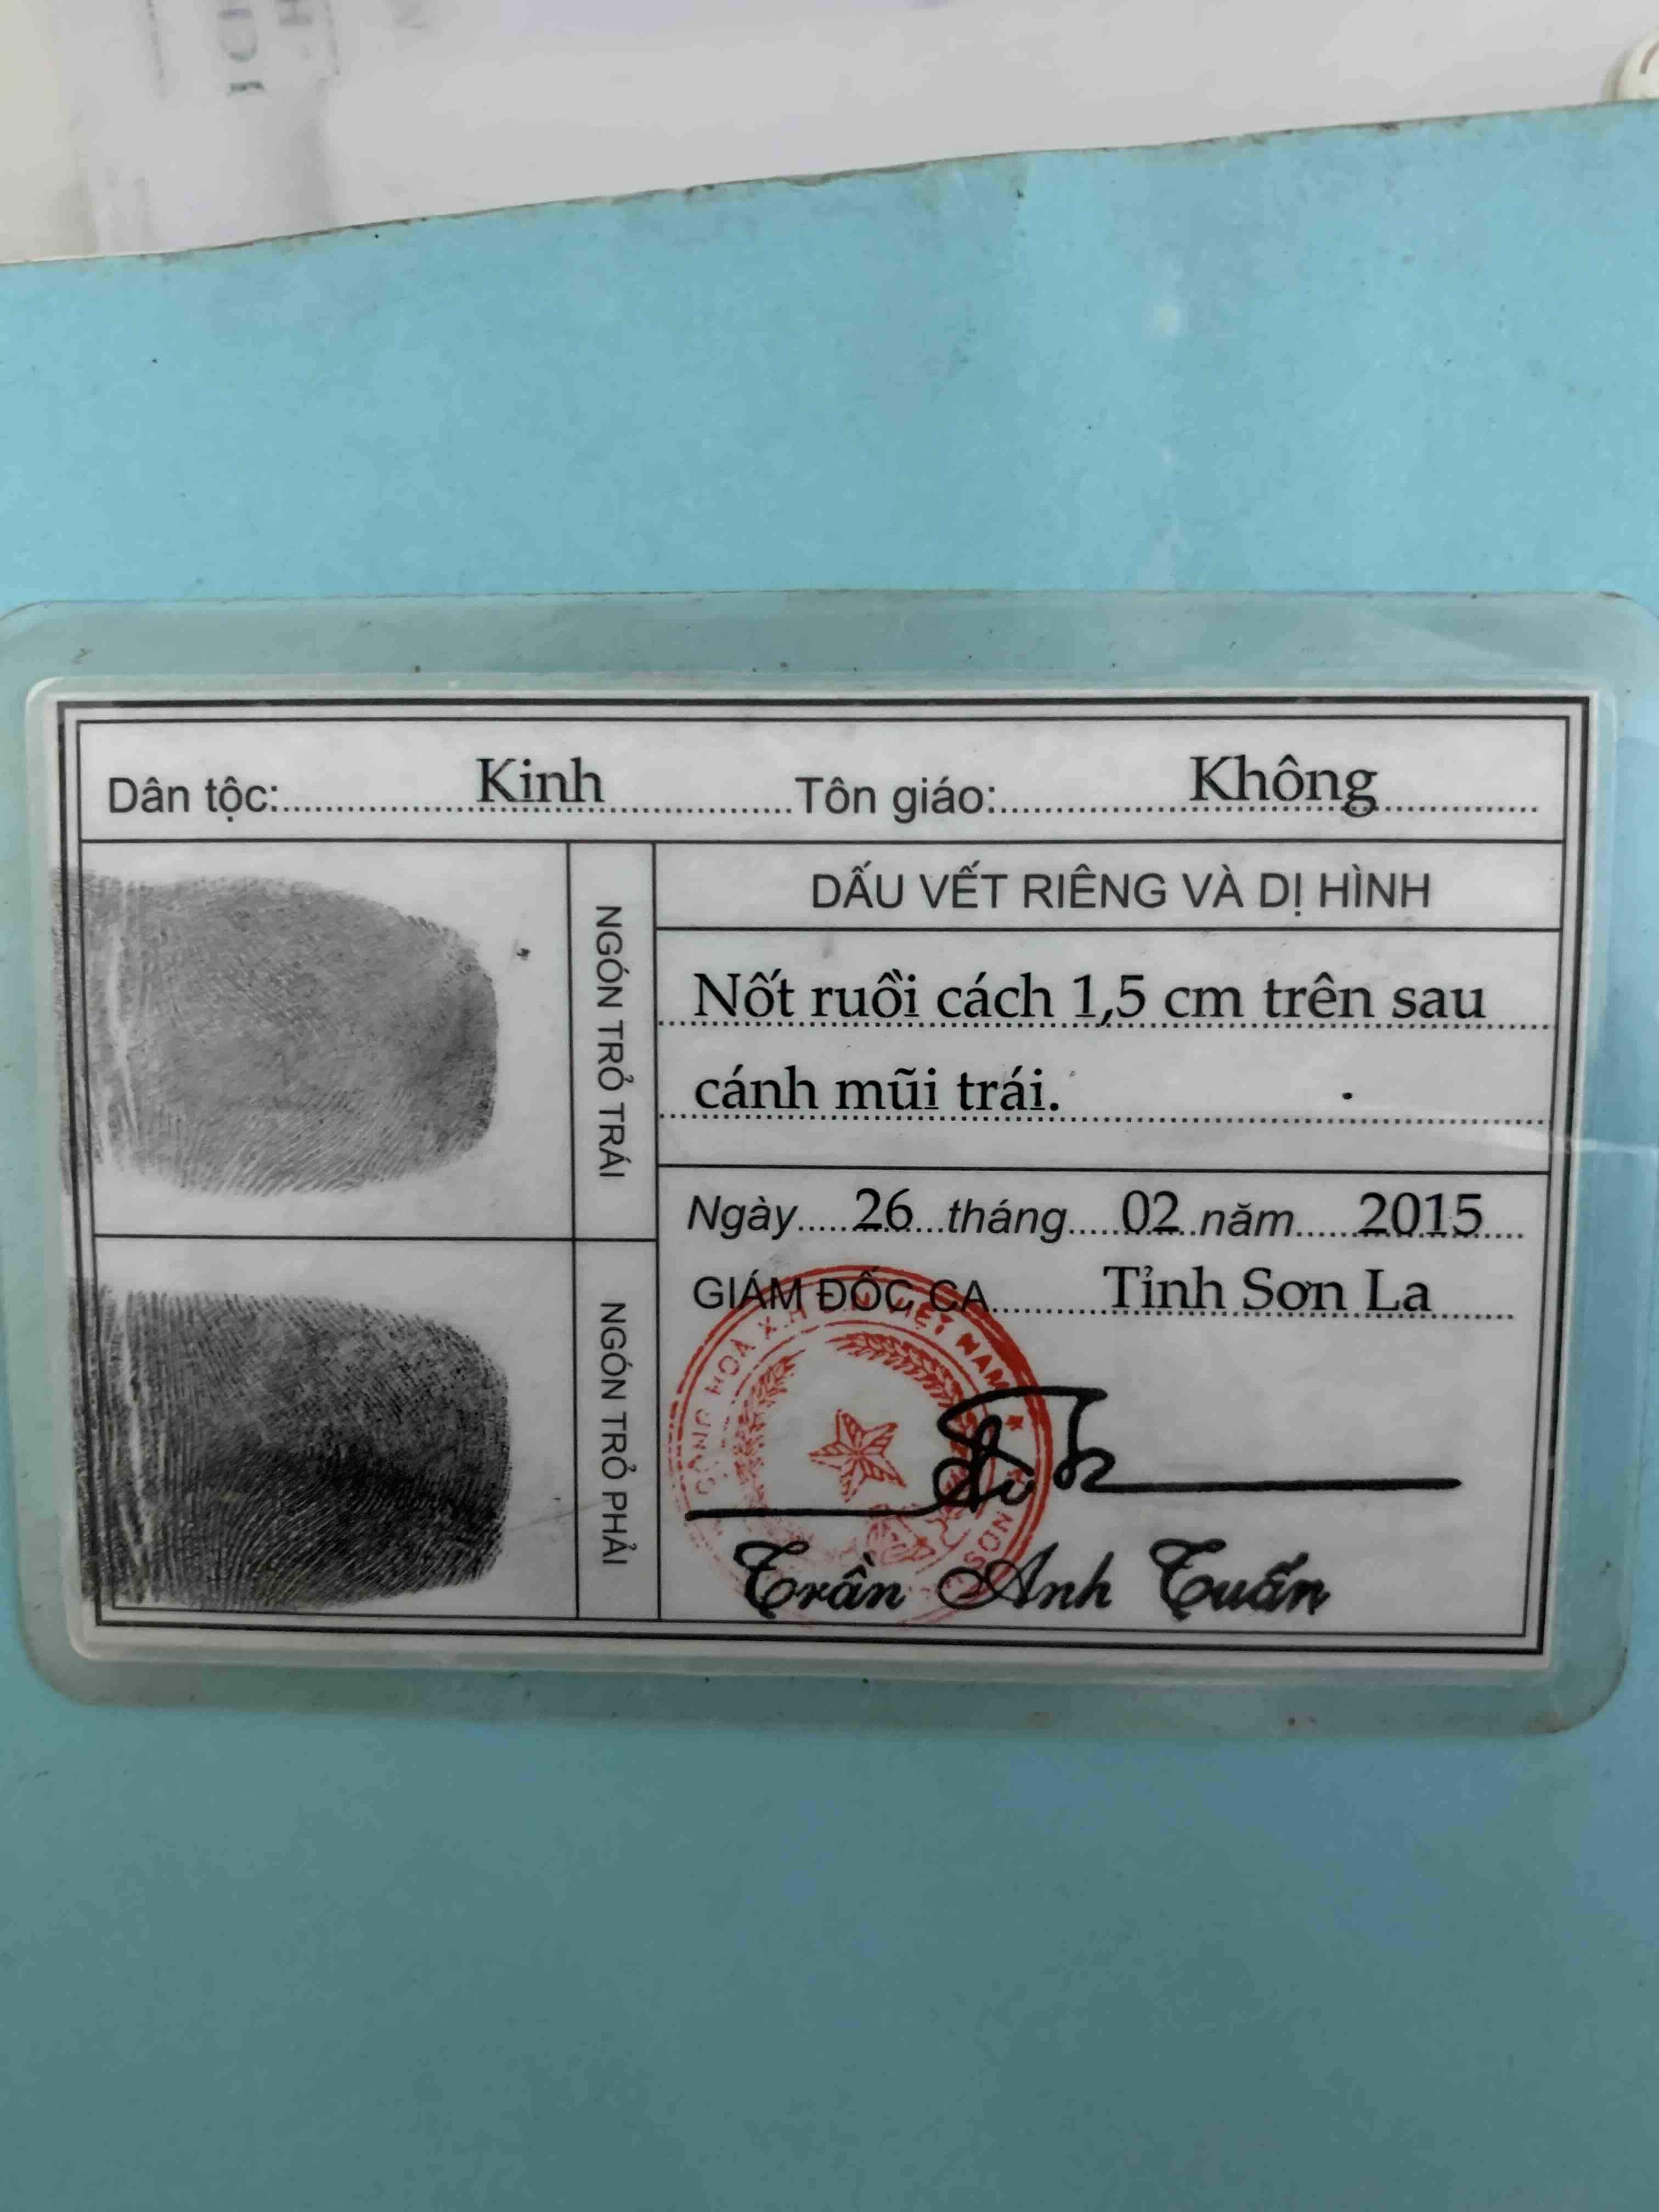 Dân tộc: Kinh Tôn giáo: Không
NGÓN TRỎ TRÁI
DẤU VẾT RIÊNG VÀ DỊ HÌNH
Nốt ruồi cách 1,5 cm trên sau
cánh mũi trái.
NGÓN TRỎ PHẢI
Ngày 26 tháng 02 năm 2015
GIÁM ĐỐC CA Tỉnh Sơn La
Trần Anh Tuấn